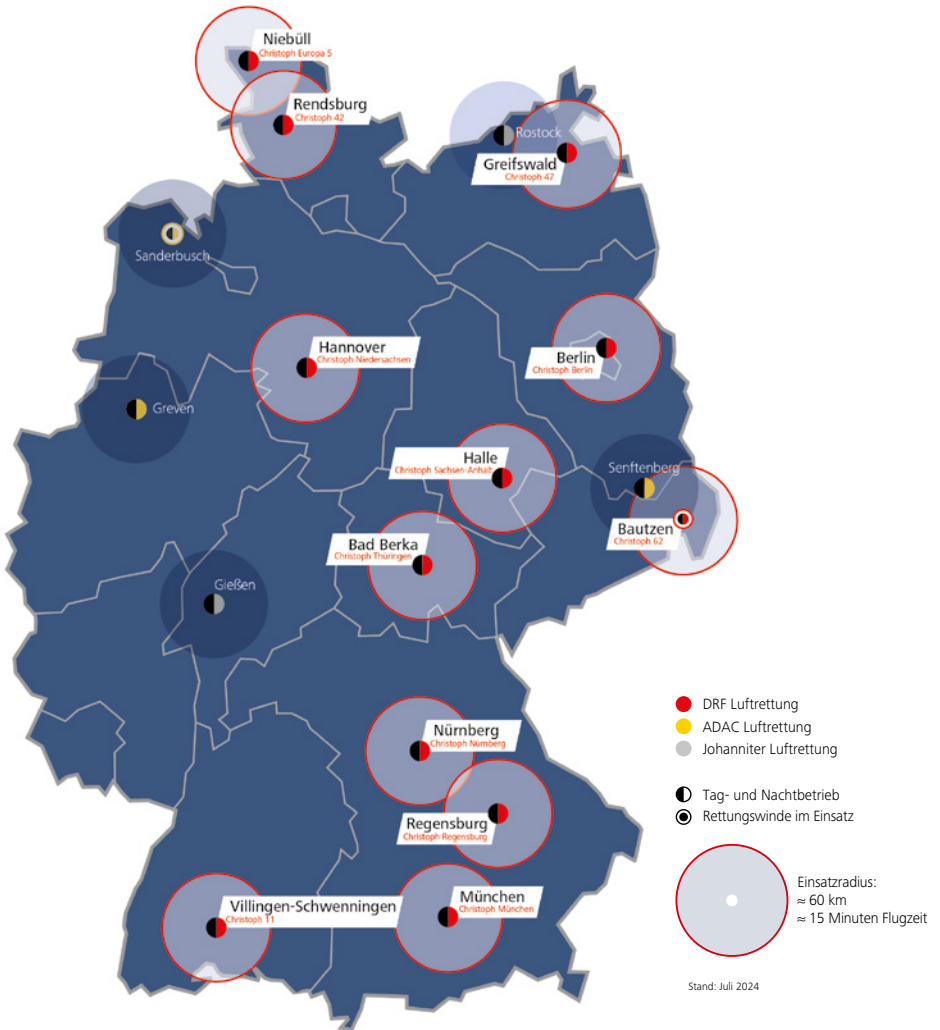 Niebüll
Christoph Europa 5
Rendsburg
Christoph 42
Rostock
Greifswald
Christoph 47
Sanderbusch
Hannover
Christoph Niedersachsen
Berlin
Christoph Berlin
Greven
Halle
Christoph Sachsen-Anhalt
Senftenberg
Bautzen
Christoph 62
Bad Berka
Christoph Thüringen
Gießen
DRF Luftrettung
ADAC Luftrettung
Johanniter Luftrettung
Tag- und Nachtbetrieb
Rettungswinde im Einsatz
Nürnberg
Christoph Nürnberg
Regensburg
Christoph Regensburg
Villingen-Schwenningen
Christoph 11
München
Christoph München
Einsatzradius:
≈ 60 km
≈ 15 Minuten Flugzeit
Stand: Juli 2024